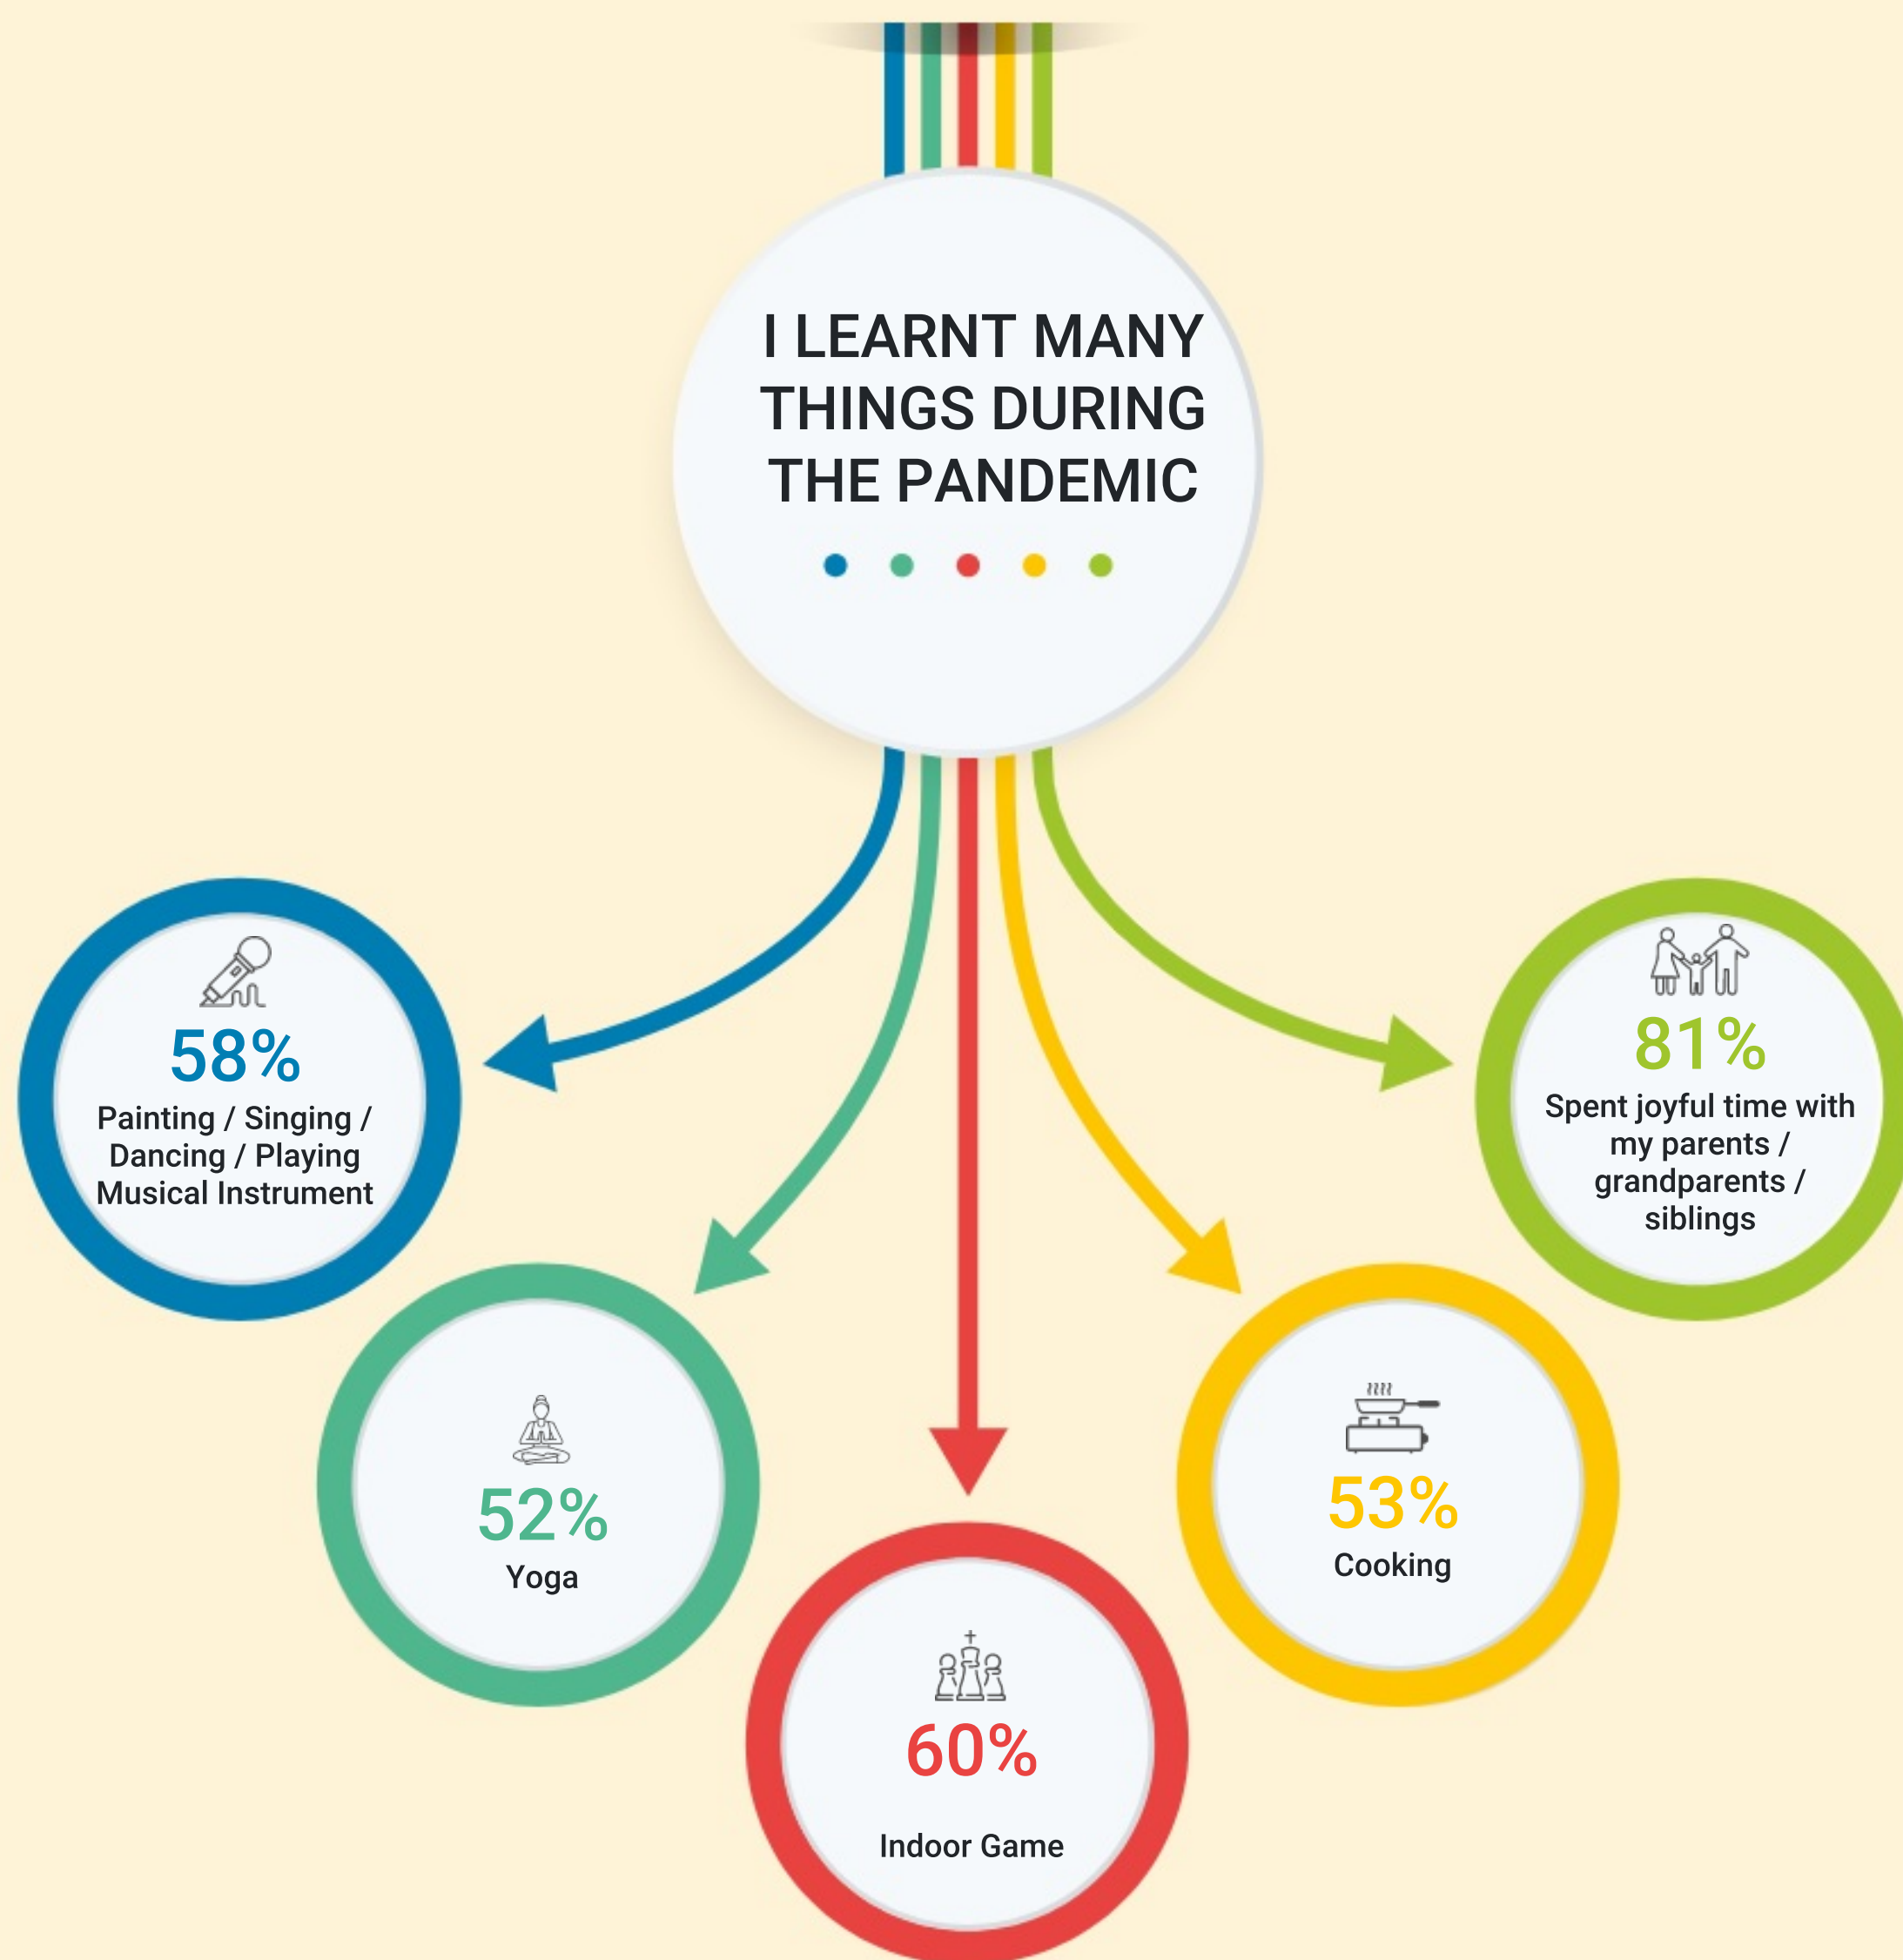 I LEARNT MANY
THINGS DURING
THE PANDEMIC
58%
Painting / Singing /
Dancing / Playing
Musical Instrument
52%
Yoga
60%
Indoor Game
53%
Cooking
81%
Spent joyful time with
my parents /
grandparents /
siblings